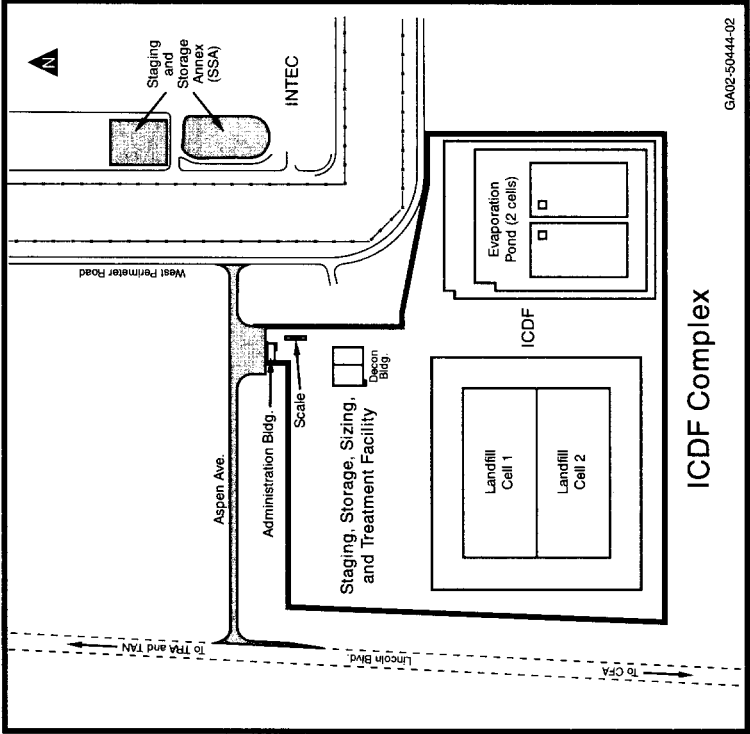 N
Staging
and
Storage
Annex
(SSA)
INTEC
West Perimeter Road
Aspen Ave.
Administration Bldg.
Scale
Decon
Bldg.
Staging, Storage, Sizing,
and Treatment Facility
Evaporation
Pond (2 cells)
ICDF
Landfill
Cell 1
Landfill
Cell 2
To TRA and TAN
Lincoln Blvd.
To CFA
ICDF Complex
GA02-50444-02